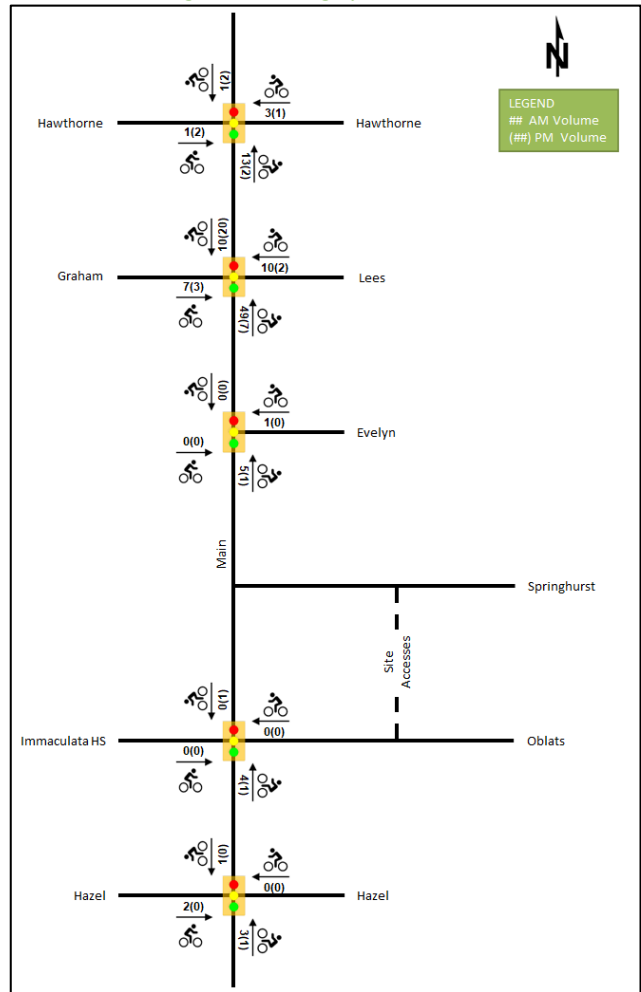 N
LEGEND
## AM Volume
(##) PM Volume
1(2)
3(1)
Hawthorne
Hawthorne
1(2)
13(2)
10(20)
10(2)
Graham
Lees
7(3)
49(7)
0(0)
1(0)
Evelyn
0(0)
5(1)
Main
Springhurst
Site
Accesses
0(1)
0(0)
Immaculata HS
Oblats
0(0)
4(1)
1(0)
0(0)
Hazel
Hazel
2(0)
3(1)